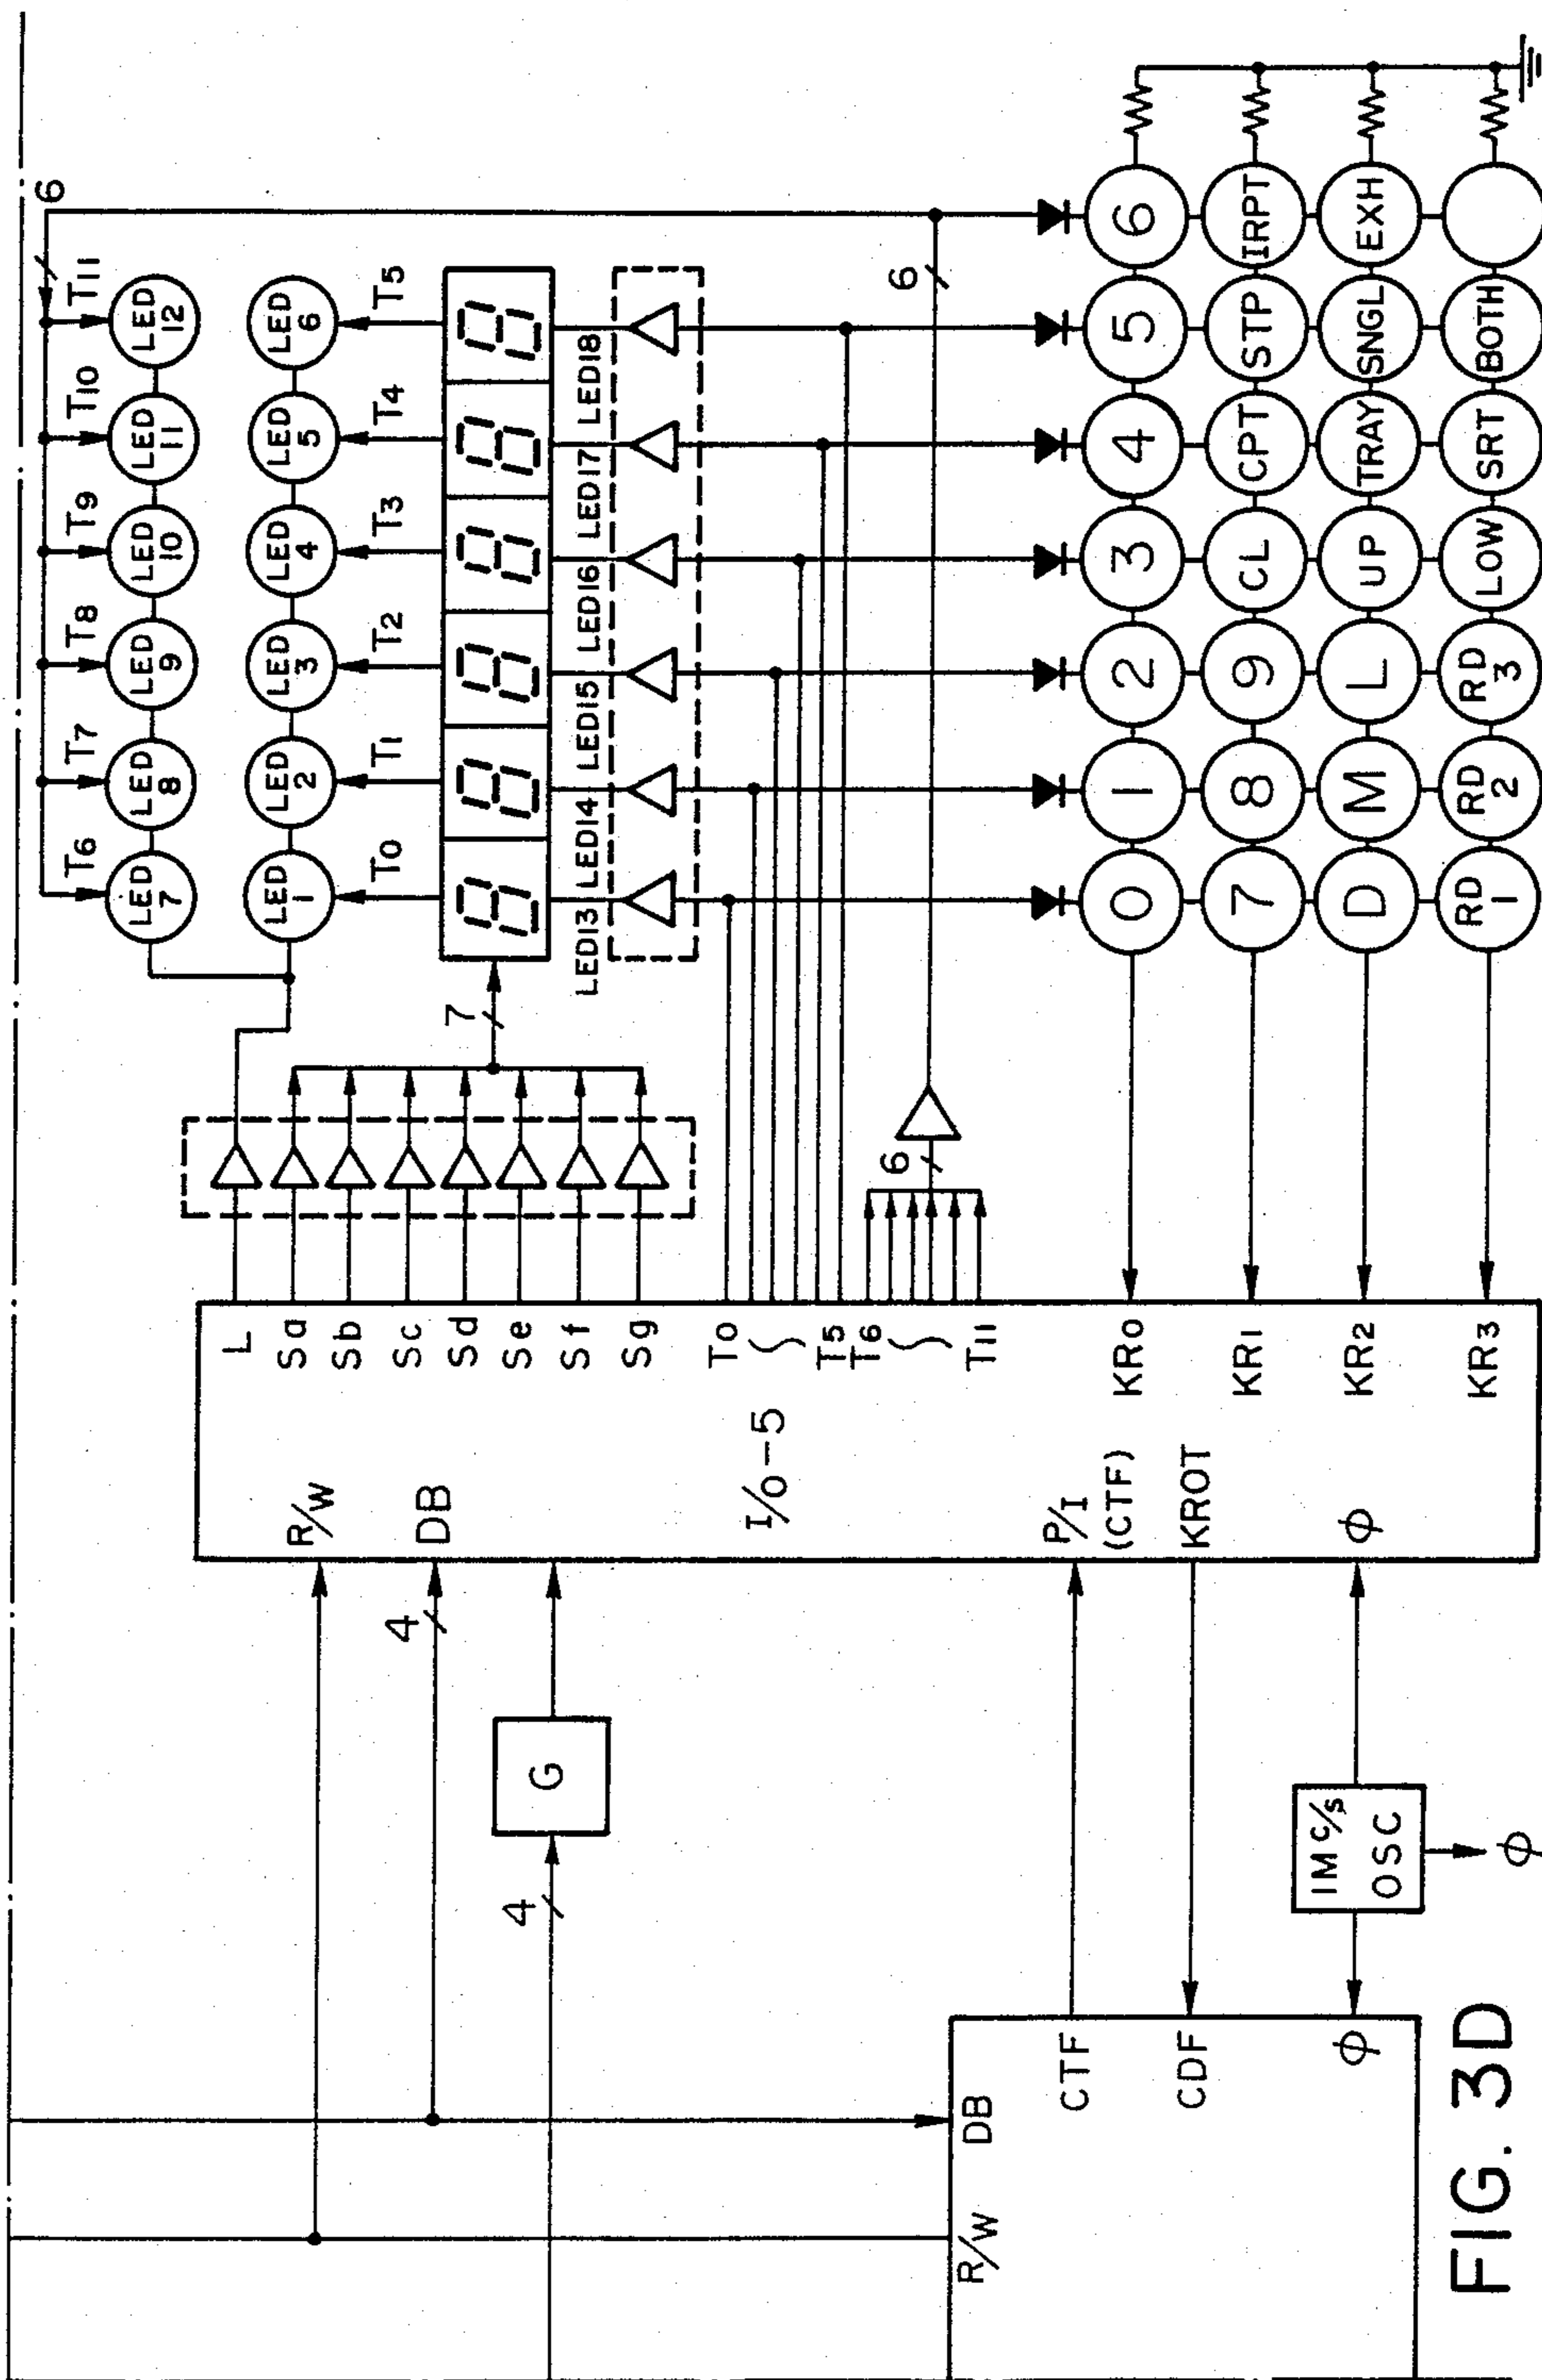 6
T6 T7 T8 T9 T10 T11
LED 7 LED 8 LED 9 LED 10 LED 11 LED 12
LED 1 LED 2 LED 3 LED 4 LED 5 LED 6
T0 T1 T2 T3 T4 T5
7
LED13 LED14 LED15 LED16 LED17 LED18
6
6
L
Sa
Sb
Sc
Sd
Se
Sf
Sg
T0
T5
T6
T11
KR0
KR1
KR2
KR3
R/W
DB
I/O-5
P/I
(CTF)
KROT
ϕ
4
G
4
0 1 2 3 4 5 6
7 8 9 CL CPT STP IRPT
D M L UP TRAY SNGL EXH
RD 1 RD 2 RD 3 LOW SRT BOTH
1M c/s
OSC
ϕ
R/W
DB
CTF
CDF
ϕ
FIG. 3D